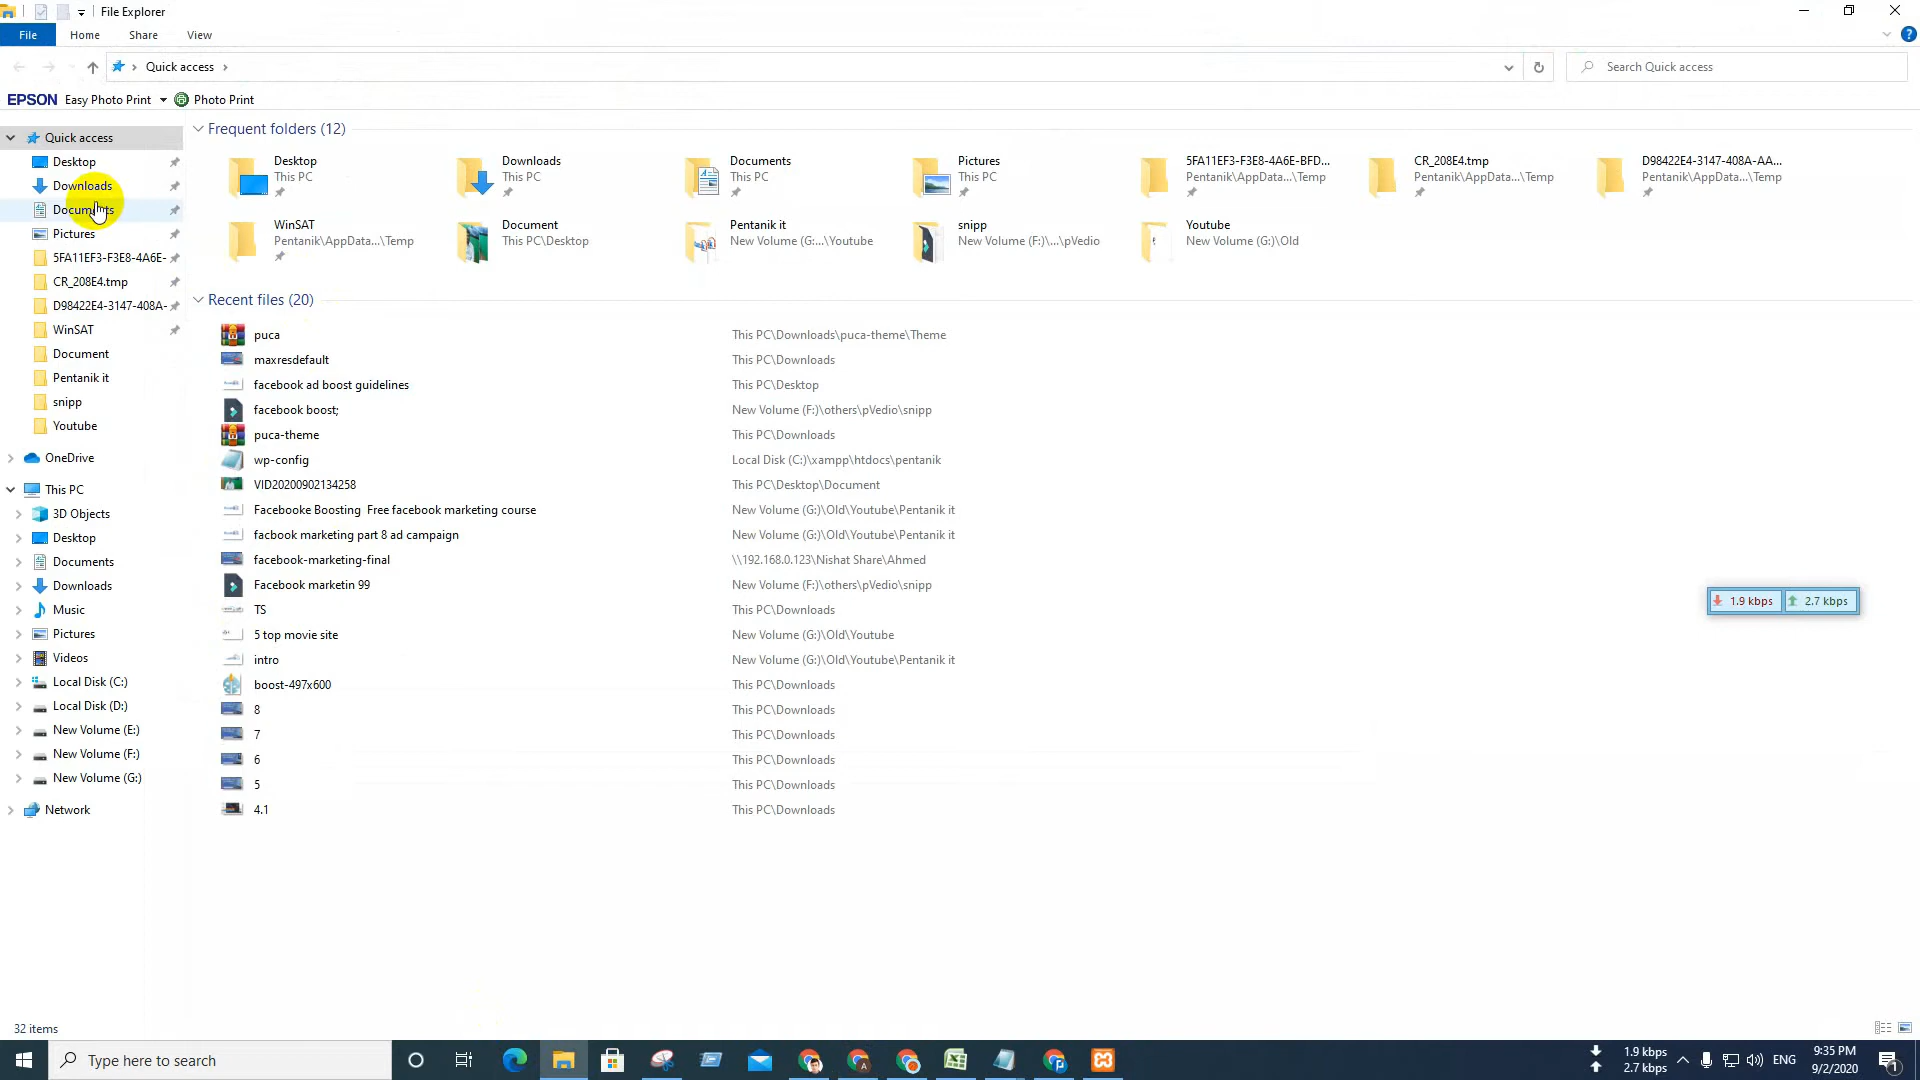 File Explorer
File Home Share View
Quick access
Search Quick access
EPSON Easy Photo Print Photo Print
Quick access
Desktop
Downloads
Documents
Pictures
5FA11EF3-F3E8-4A6E-
CR_208E4.tmp
D98422E4-3147-408A-
WinSAT
Document
Pentanik it
snipp
Youtube
OneDrive
This PC
3D Objects
Desktop
Documents
Downloads
Music
Pictures
Videos
Local Disk (C:)
Local Disk (D:)
New Volume (E:)
New Volume (F:)
New Volume (G:)
Network
Frequent folders (12)
Desktop
This PC
Downloads
This PC
Documents
This PC
Pictures
This PC
5FA11EF3-F3E8-4A6E-BFD...
Pentanik\AppData...\Temp
CR_208E4.tmp
Pentanik\AppData...\Temp
D98422E4-3147-408A-AA...
Pentanik\AppData...\Temp
WinSAT
Pentanik\AppData...\Temp
Document
This PC\Desktop
Pentanik it
New Volume (G:...\Youtube
snipp
New Volume (F:)\...\pVedio
Youtube
New Volume (G:)\Old
Recent files (20)
puca This PC\Downloads\puca-theme\Theme
maxresdefault This PC\Downloads
facebook ad boost guidelines This PC\Desktop
facebook boost; New Volume (F:)\others\pVedio\snipp
puca-theme This PC\Downloads
wp-config Local Disk (C:)\xampp\htdocs\pentanik
VID20200902134258 This PC\Desktop\Document
Facebooke Boosting  Free facebook marketing course New Volume (G:)\Old\Youtube\Pentanik it
facbook marketing part 8 ad campaign New Volume (G:)\Old\Youtube\Pentanik it
facebook-marketing-final \\192.168.0.123\Nishat Share\Ahmed
Facebook marketin 99 New Volume (F:)\others\pVedio\snipp
TS This PC\Downloads
5 top movie site New Volume (G:)\Old\Youtube
intro New Volume (G:)\Old\Youtube\Pentanik it
boost-497x600 This PC\Downloads
8 This PC\Downloads
7 This PC\Downloads
6 This PC\Downloads
5 This PC\Downloads
4.1 This PC\Downloads
1.9 kbps 2.7 kbps
32 items
Type here to search
1.9 kbps
2.7 kbps
ENG
9:35 PM
9/2/2020
1